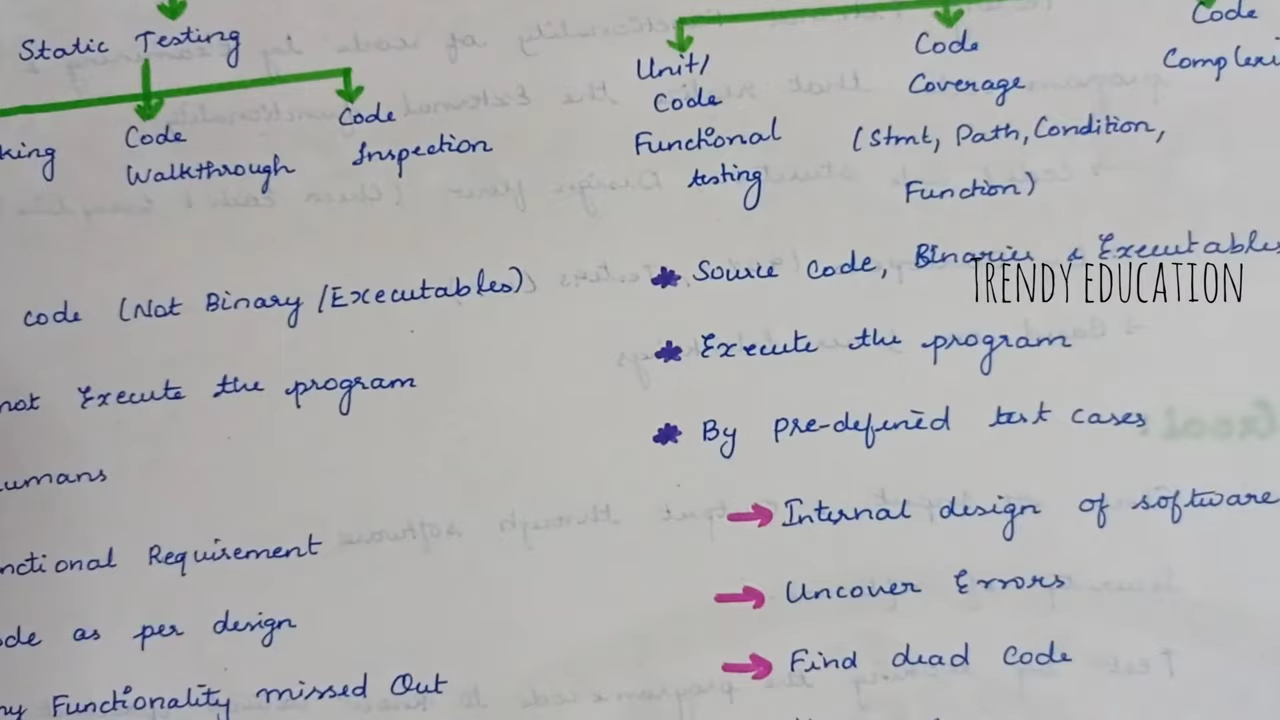 Static Testing
king
Code
Walkthrough
Code
Inspection
code (Not Binary /Executables)
not Execute the program
umans
nctional Requirement
ode as per design
ny Functionality missed Out
Unit/
Code
Functional
testing
Code
Coverage
(Stmt, Path, Condition,
Function)
Code
Complexi
* Source code, Binaries & Executables
TRENDY EDUCATION
* Execute the program
* By pre-defined test cases
→ Internal design of software
→ Uncover Errors
→ Find dead code